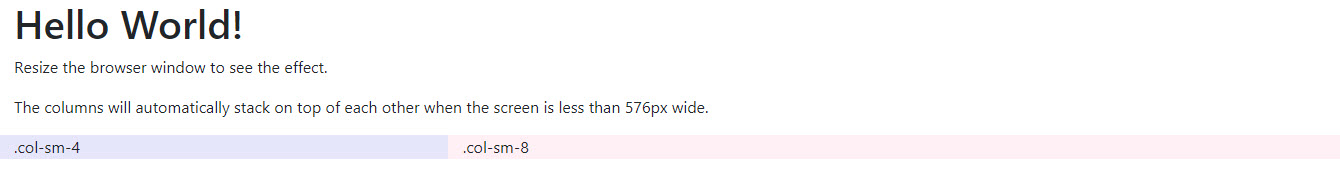 Hello World!
Resize the browser window to see the effect.
The columns will automatically stack on top of each other when the screen is less than 576px wide.
.col-sm-4 .col-sm-8